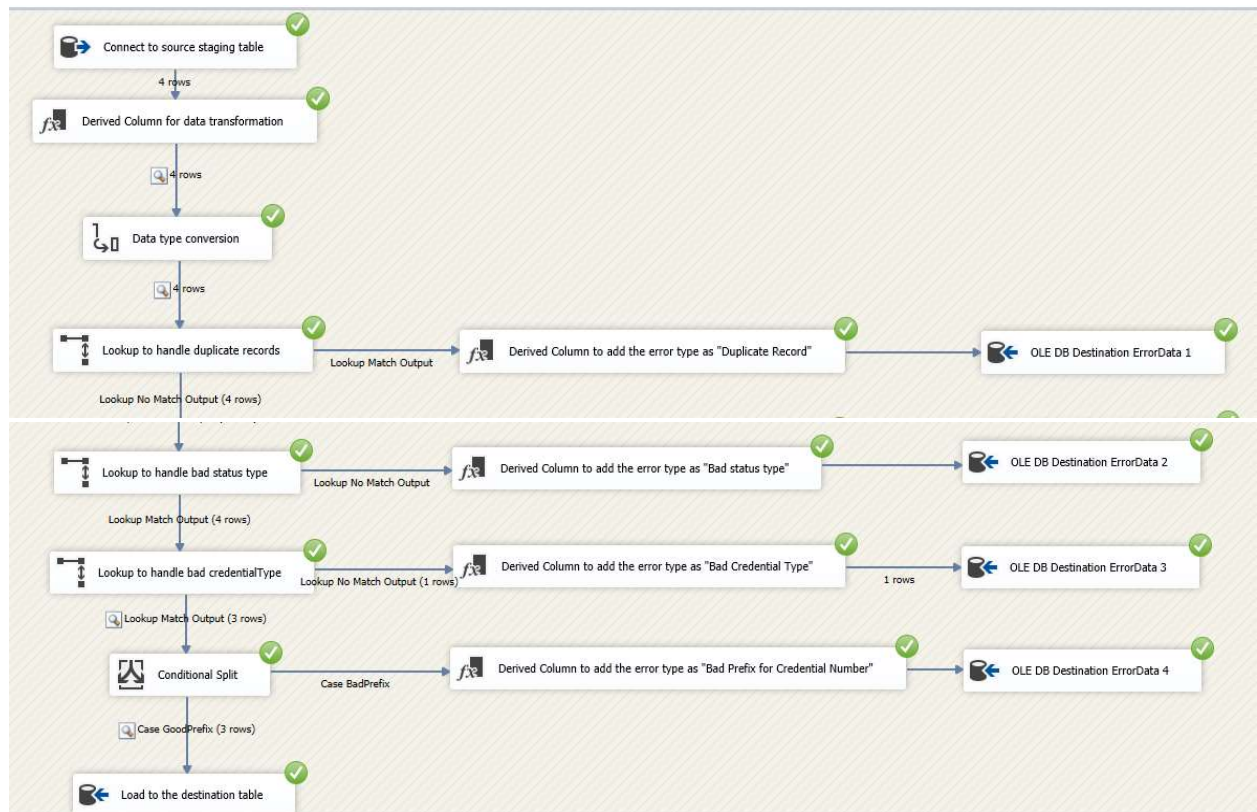 Connect to source staging table
4 rows
Derived Column for data transformation
4 rows
Data type conversion
4 rows
Lookup to handle duplicate records
Lookup Match Output
Derived Column to add the error type as "Duplicate Record"
OLE DB Destination ErrorData 1
Lookup No Match Output (4 rows)
Lookup to handle bad status type
Lookup No Match Output
Derived Column to add the error type as "Bad status type"
OLE DB Destination ErrorData 2
Lookup Match Output (4 rows)
Lookup to handle bad credentialType
Lookup No Match Output (1 rows)
Derived Column to add the error type as "Bad Credential Type"
1 rows
OLE DB Destination ErrorData 3
Lookup Match Output (3 rows)
Conditional Split
Case BadPrefix
Derived Column to add the error type as "Bad Prefix for Credential Number"
OLE DB Destination ErrorData 4
Case GoodPrefix (3 rows)
Load to the destination table